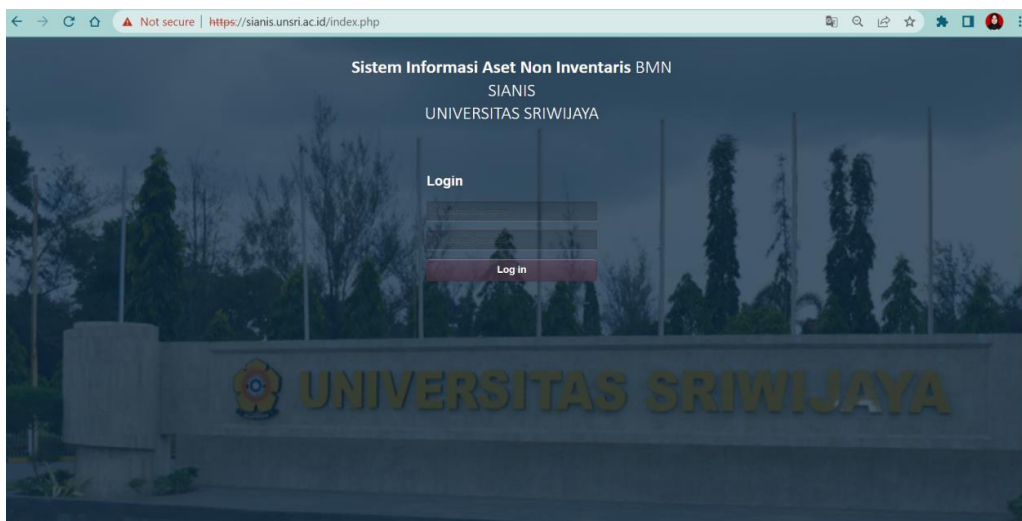 Not secure
https://sianis.unsri.ac.id/index.php
Sistem Informasi Aset Non Inventaris BMN
SIANIS
UNIVERSITAS SRIWIJAYA
Login
Log in
UNIVERSITAS SRIWIJAYA